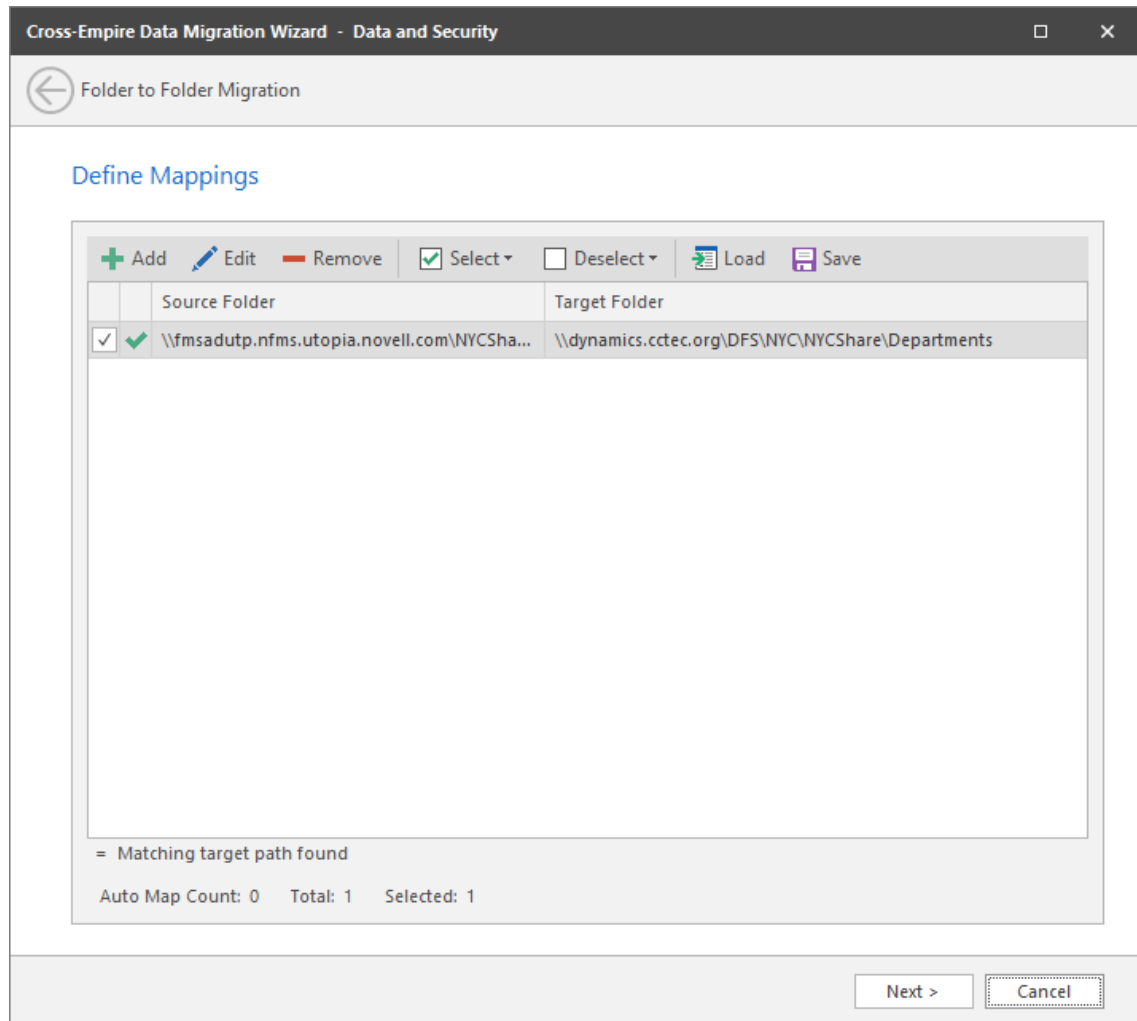 Cross-Empire Data Migration Wizard - Data and Security
Folder to Folder Migration
Define Mappings
Add Edit Remove Select Deselect Load Save
Source Folder Target Folder
\\fmsadutp.nfms.utopia.novell.com\NYCSha... \\dynamics.cctec.org\DFS\NYC\NYCShare\Departments
= Matching target path found
Auto Map Count: 0 Total: 1 Selected: 1
Next > Cancel